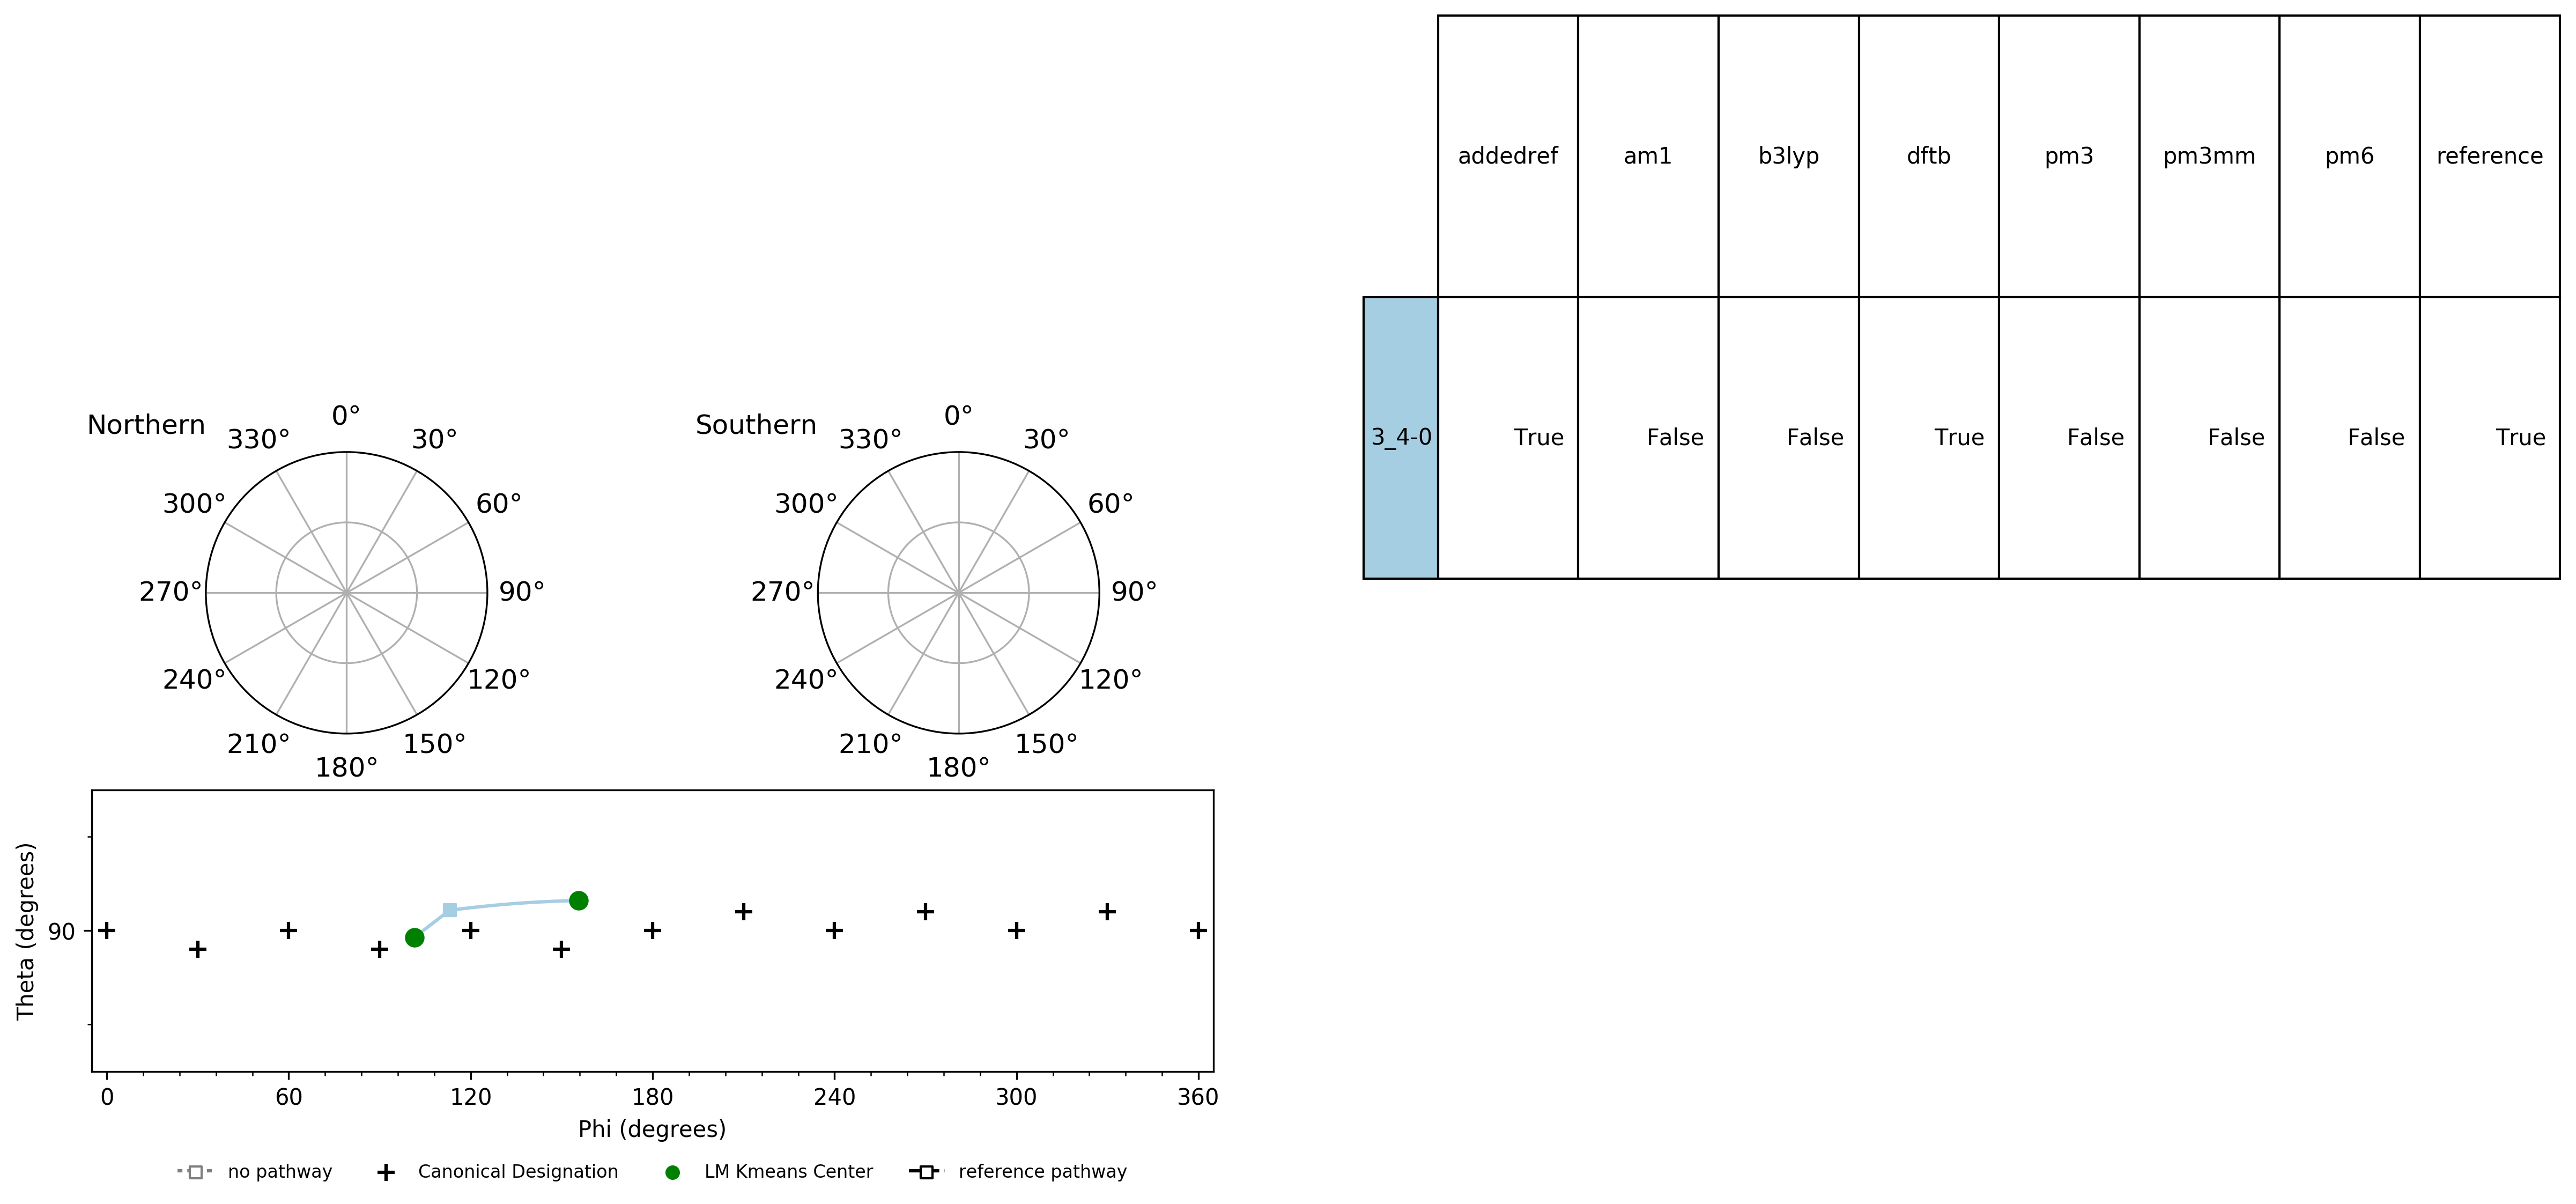 addedref am1 b3lyp dftb pm3 pm3mm pm6 reference
3_4-0 True False False True False False False True
Northern
0° 30° 60° 90° 120° 150° 180° 210° 240° 270° 300° 330°
Southern
0° 30° 60° 90° 120° 150° 180° 210° 240° 270° 300° 330°
Theta (degrees)
90
0 60 120 180 240 300 360
Phi (degrees)
no pathway Canonical Designation LM Kmeans Center reference pathway